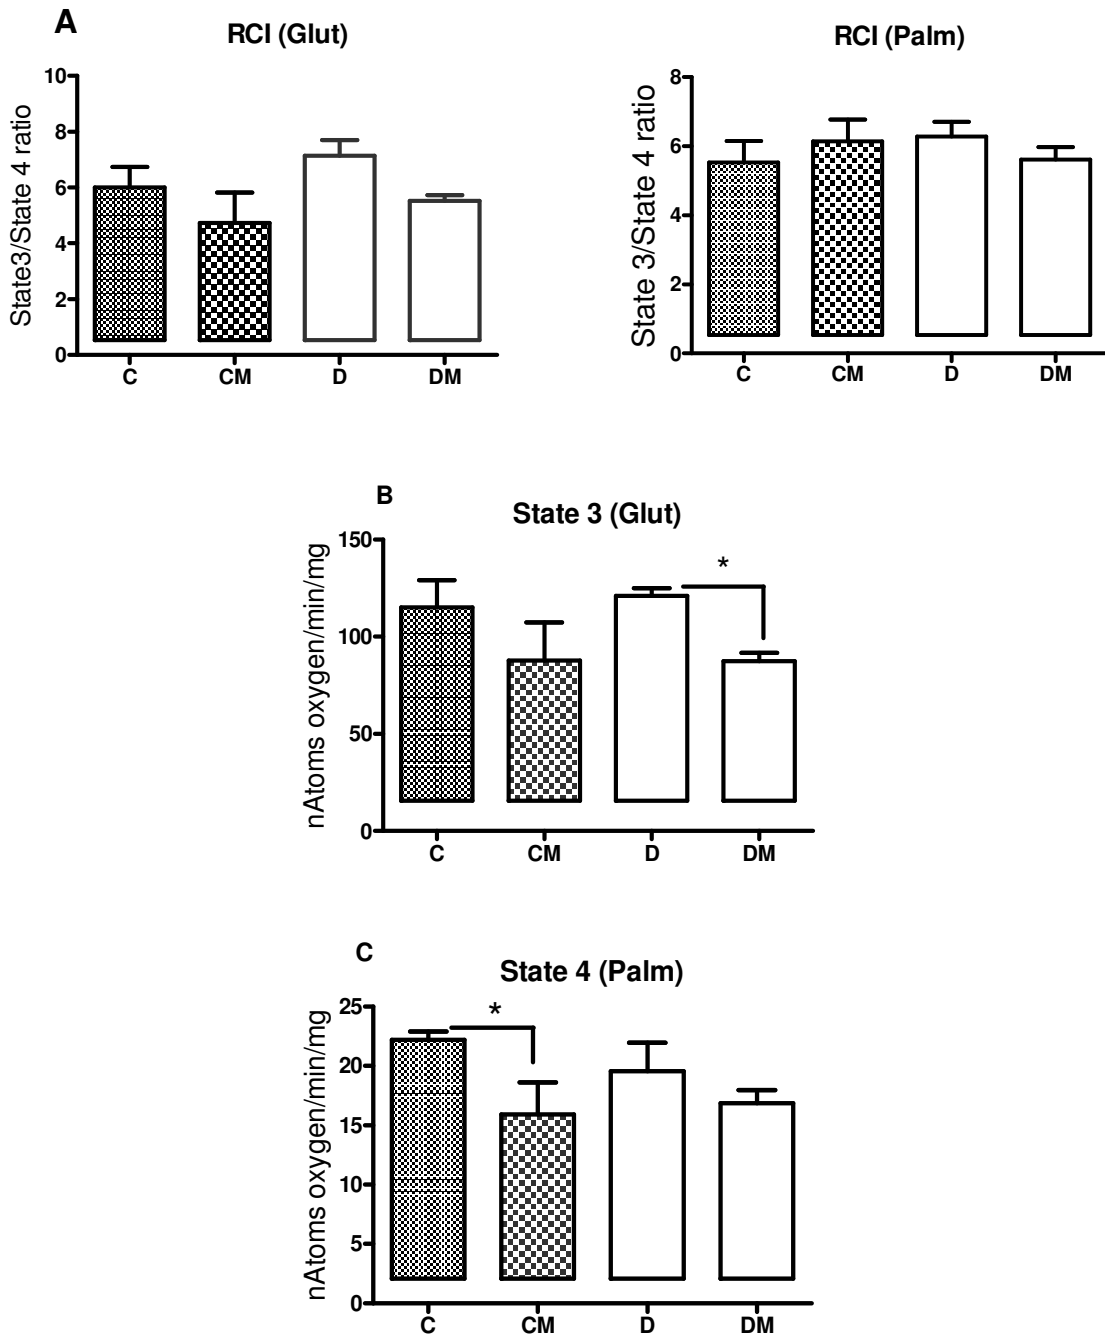 A
RCI (Glut)
State3/State 4 ratio
10
8
6
4
2
0
C CM D DM
RCI (Palm)
State 3/State 4 ratio
8
6
4
2
0
C CM D DM
B
State 3 (Glut)
nAtoms oxygen/min/mg
150
100
50
0
*
C CM D DM
C
State 4 (Palm)
nAtoms oxygen/min/mg
25
20
15
10
5
0
*
C CM D DM